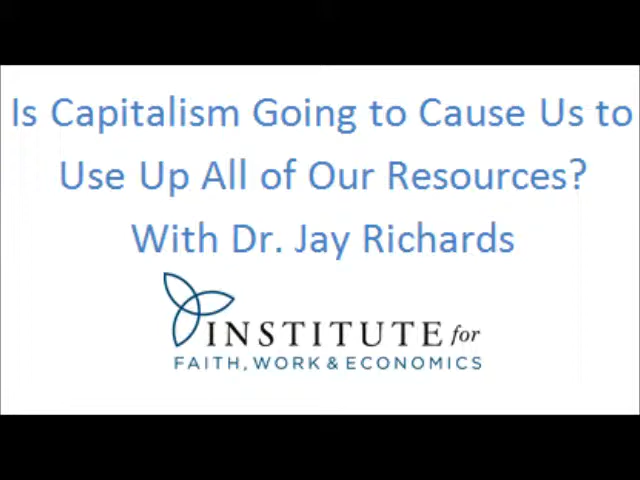 Is Capitalism Going to Cause Us to
Use Up All of Our Resources?
With Dr. Jay Richards
INSTITUTE for
FAITH, WORK & ECONOMICS